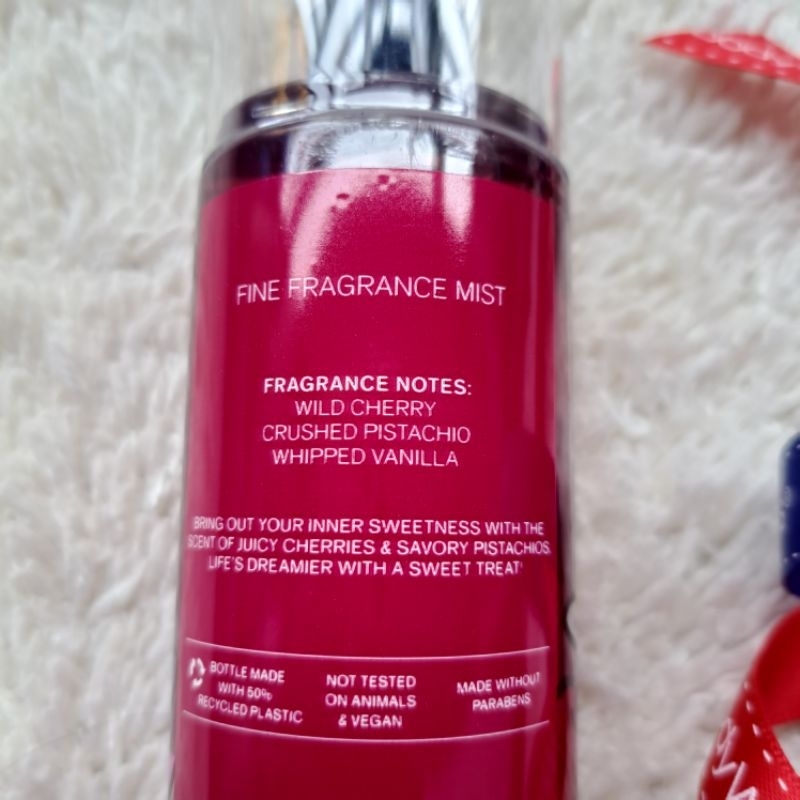 FINE FRAGRANCE MIST
FRAGRANCE NOTES:
WILD CHERRY
CRUSHED PISTACHIO
WHIPPED VANILLA
BRING OUT YOUR INNER SWEETNESS WITH THE
SCENT OF JUICY CHERRIES & SAVORY PISTACHIOS.
LIFE'S DREAMIER WITH A SWEET TREAT!
BOTTLE MADE
WITH 50%
RECYCLED PLASTIC
NOT TESTED
ON ANIMALS
& VEGAN
MADE WITHOUT
PARABENS